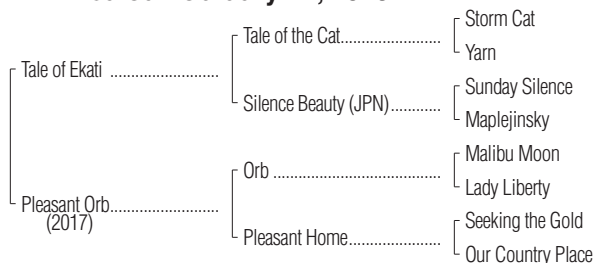 Tale of Ekati
Pleasant Orb
(2017)
Tale of the Cat
Silence Beauty (JPN)
Orb
Pleasant Home
Storm Cat
Yarn
Sunday Silence
Maplejinsky
Malibu Moon
Lady Liberty
Seeking the Gold
Our Country Place